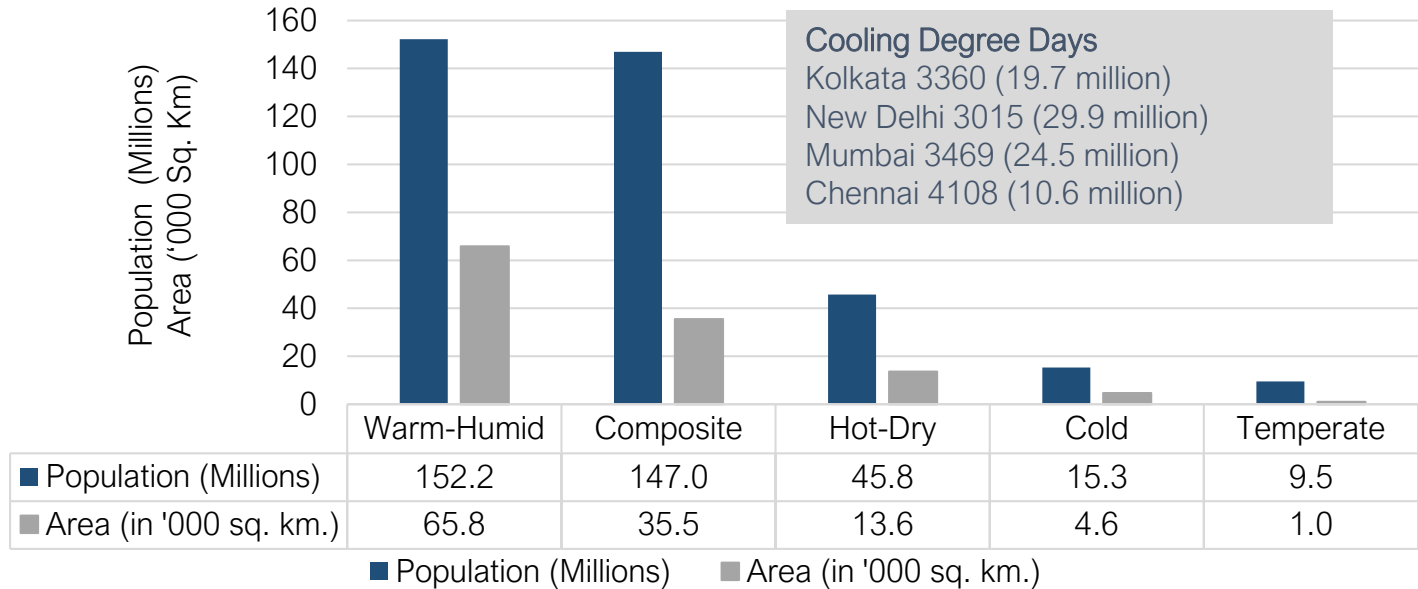 160
140
120
100
80
60
40
20
0
Population (Millions)
Area (‘000 Sq. Km)
Cooling Degree Days
Kolkata 3360 (19.7 million)
New Delhi 3015 (29.9 million)
Mumbai 3469 (24.5 million)
Chennai 4108 (10.6 million)
Warm-Humid Composite Hot-Dry Cold Temperate
Population (Millions) 152.2 147.0 45.8 15.3 9.5
Area (in '000 sq. km.) 65.8 35.5 13.6 4.6 1.0
Population (Millions) Area (in '000 sq. km.)